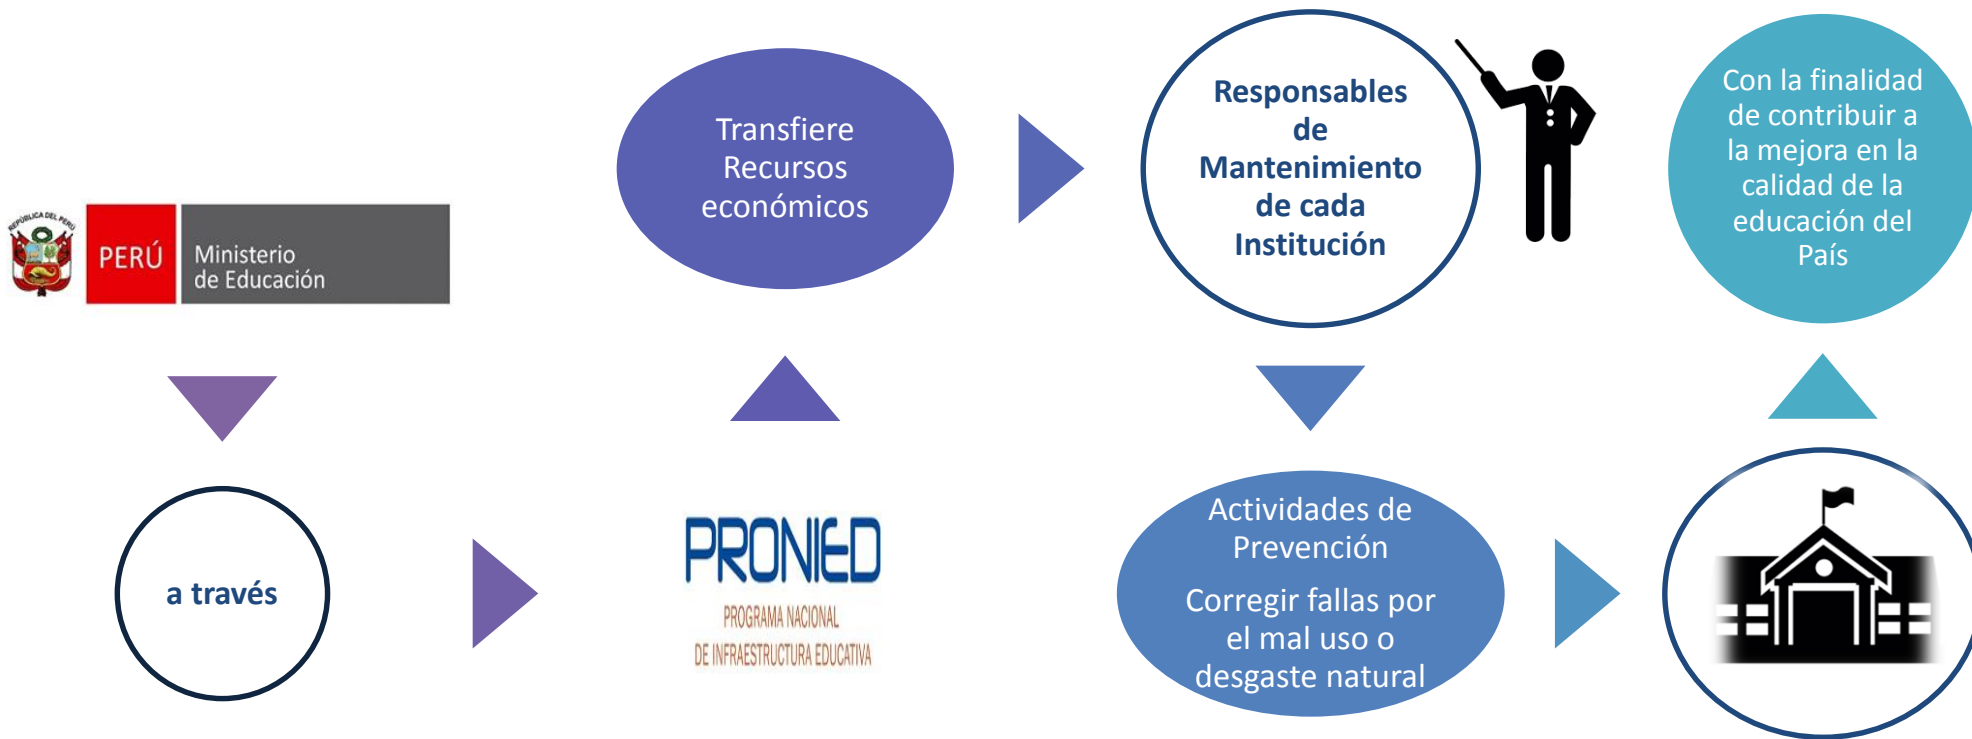 REPÚBLICA DEL PERÚ
PERÚ
Ministerio
de Educación
a través
PRONIED
PROGRAMA NACIONAL
DE INFRAESTRUCTURA EDUCATIVA
Transfiere
Recursos
económicos
Responsables
de
Mantenimiento
de cada
Institución
Actividades de
Prevención
Corregir fallas por
el mal uso o
desgaste natural
Con la finalidad
de contribuir a
la mejora en la
calidad de la
educación del
País